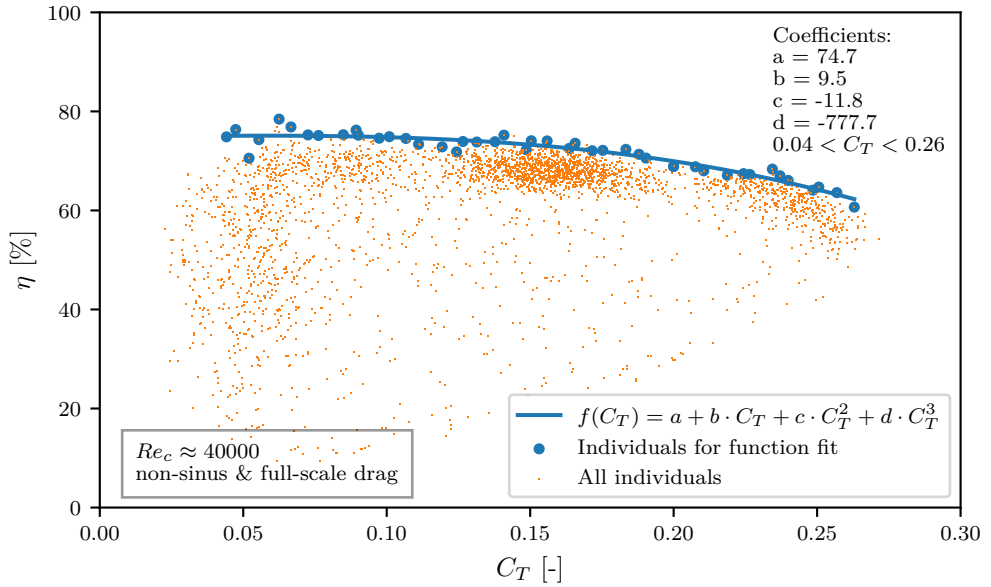 100
80
60
40
20
0
η [%]
Coefficients:
a = 74.7
b = 9.5
c = -11.8
d = -777.7
0.04 < C_T < 0.26
f(C_T) = a + b · C_T + c · C_T^2 + d · C_T^3
Individuals for function fit
All individuals
Re_c ≈ 40000
non-sinus & full-scale drag
0.00 0.05 0.10 0.15 0.20 0.25 0.30
C_T [-]